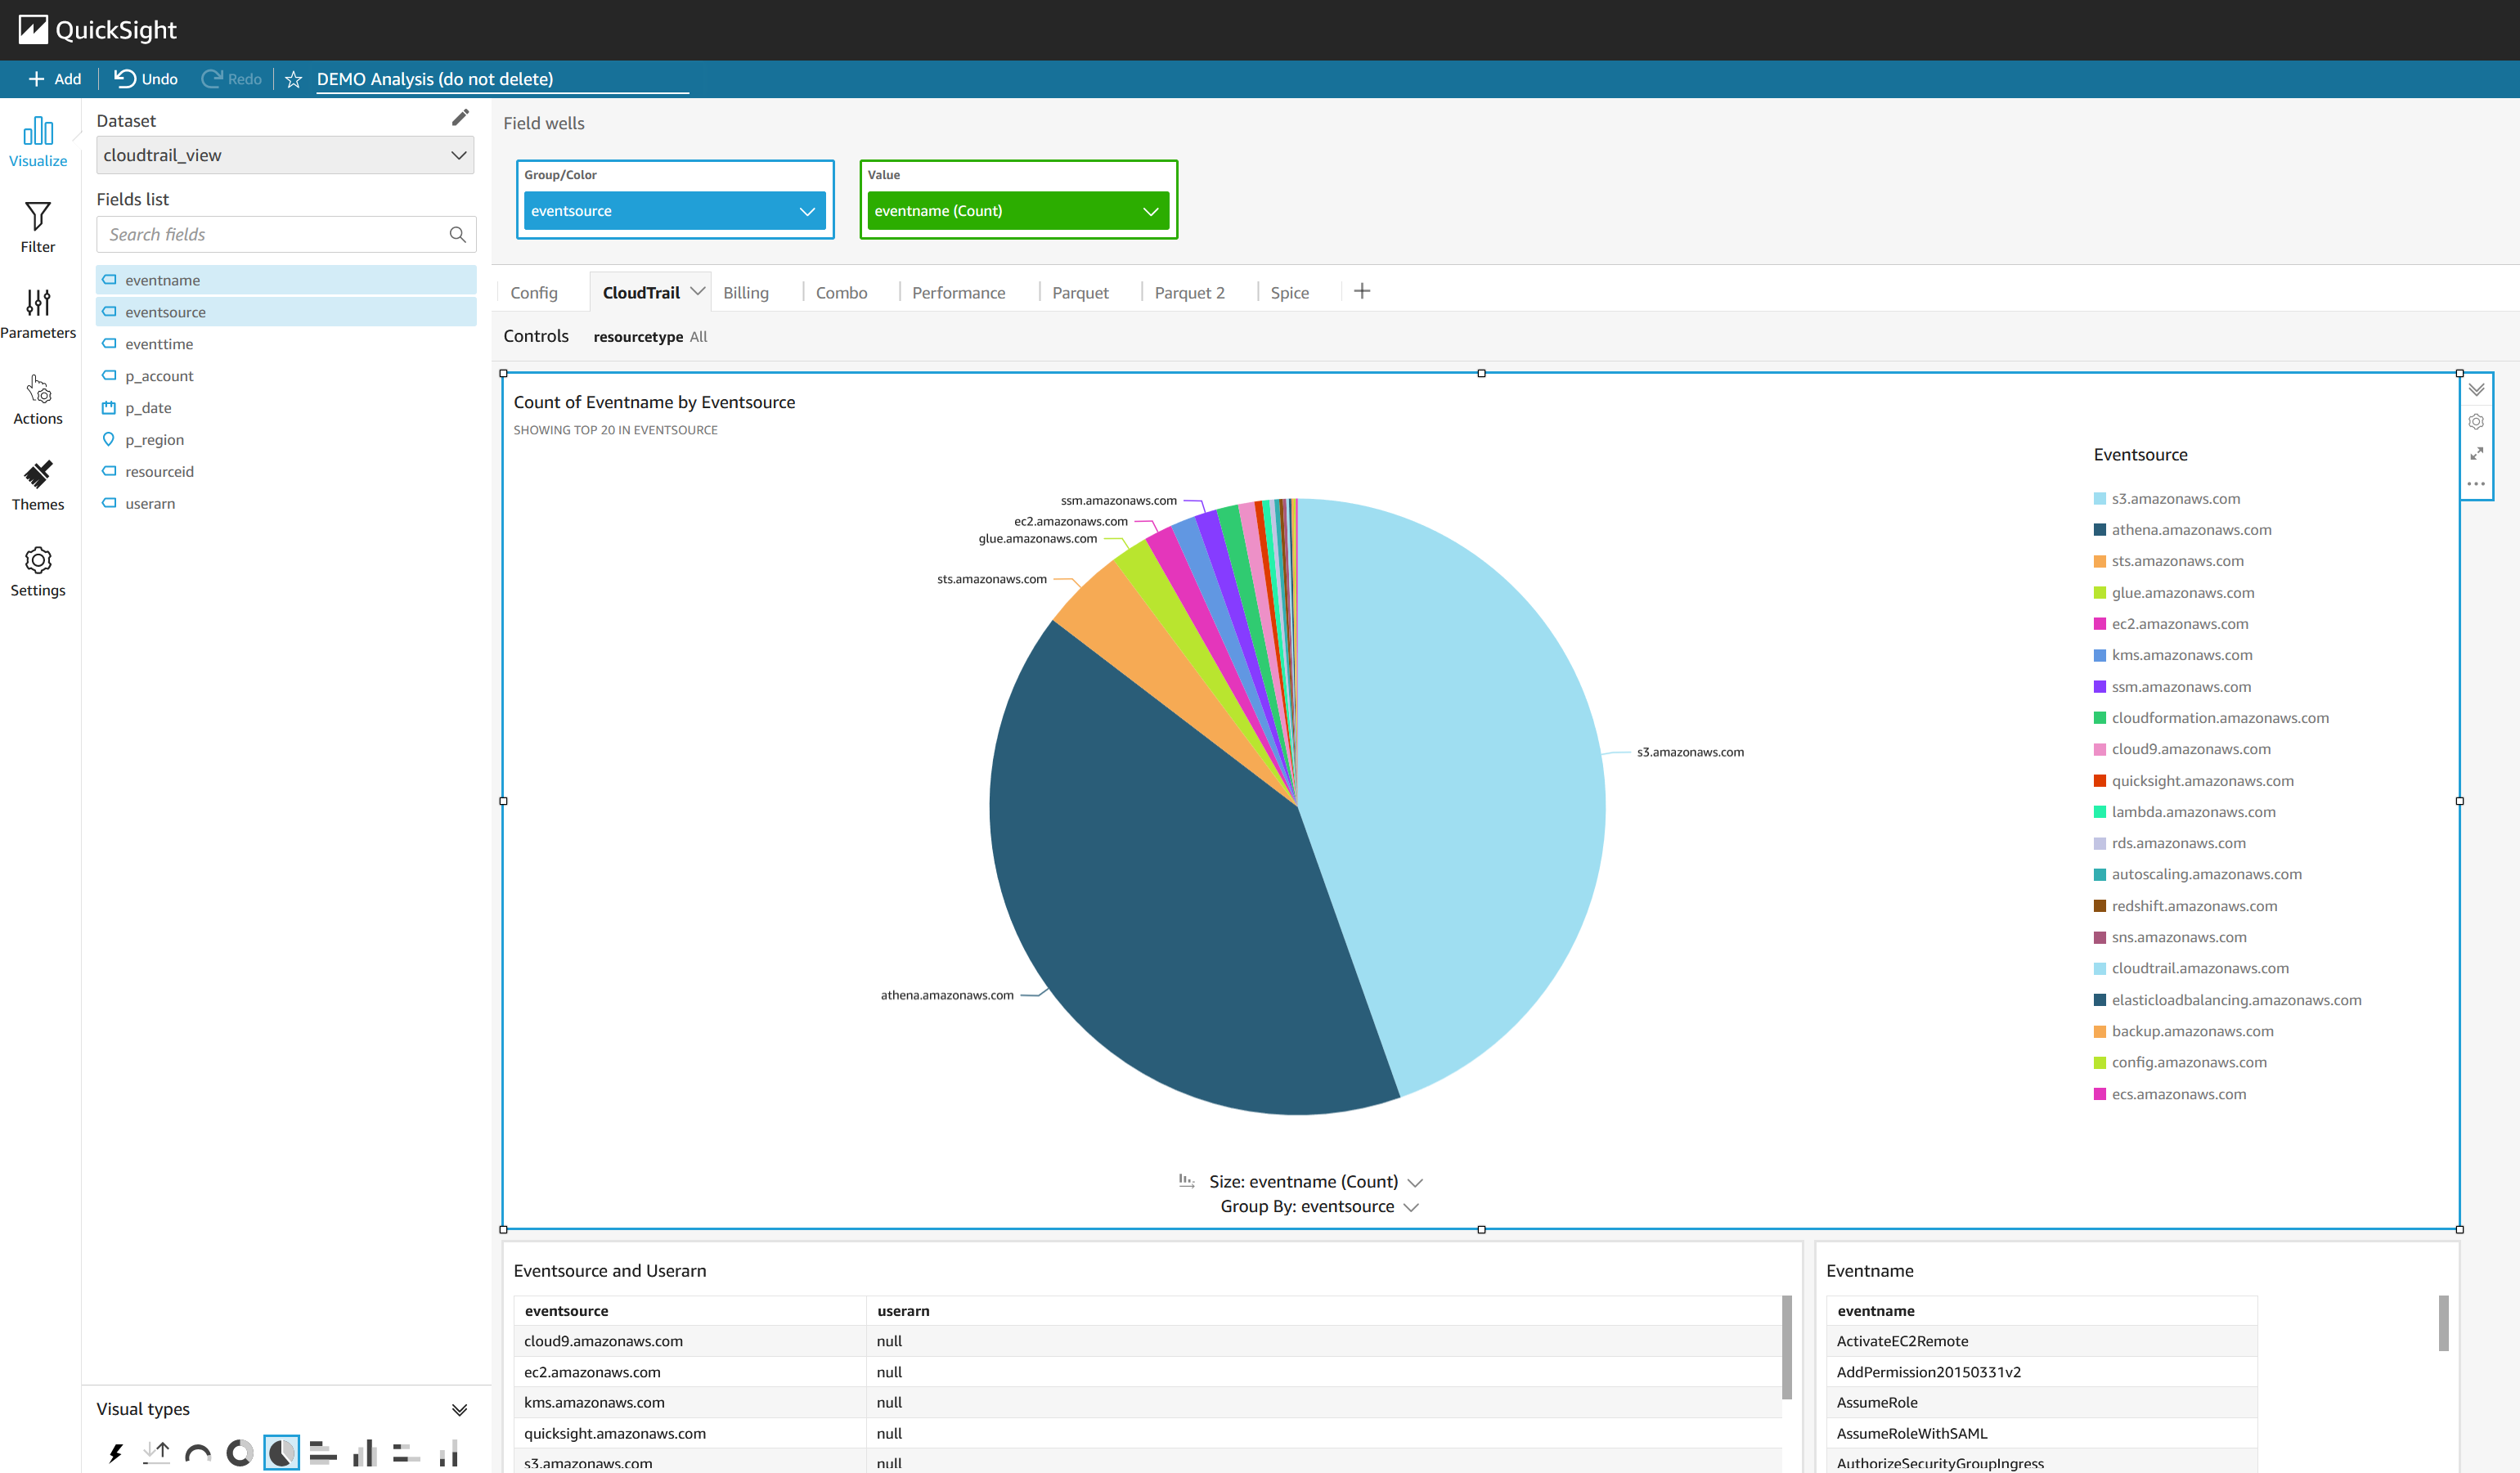 QuickSight
Add
Undo
Redo
DEMO Analysis (do not delete)
Visualize
Filter
Parameters
Actions
Themes
Settings
Dataset
cloudtrail_view
Fields list
Search fields
eventname
eventsource
eventtime
p_account
p_date
p_region
resourceid
userarn
Visual types
Field wells
Group/Color
eventsource
Value
eventname (Count)
Config
CloudTrail
Billing
Combo
Performance
Parquet
Parquet 2
Spice
Controls
resourcetype All
Count of Eventname by Eventsource
SHOWING TOP 20 IN EVENTSOURCE
ssm.amazonaws.com
ec2.amazonaws.com
glue.amazonaws.com
sts.amazonaws.com
s3.amazonaws.com
athena.amazonaws.com
Eventsource
s3.amazonaws.com
athena.amazonaws.com
sts.amazonaws.com
glue.amazonaws.com
ec2.amazonaws.com
kms.amazonaws.com
ssm.amazonaws.com
cloudformation.amazonaws.com
cloud9.amazonaws.com
quicksight.amazonaws.com
lambda.amazonaws.com
rds.amazonaws.com
autoscaling.amazonaws.com
redshift.amazonaws.com
sns.amazonaws.com
cloudtrail.amazonaws.com
elasticloadbalancing.amazonaws.com
backup.amazonaws.com
config.amazonaws.com
ecs.amazonaws.com
Size: eventname (Count)
Group By: eventsource
Eventsource and Userarn
eventsource userarn
cloud9.amazonaws.com null
ec2.amazonaws.com null
kms.amazonaws.com null
quicksight.amazonaws.com null
s3.amazonaws.com null
Eventname
eventname
ActivateEC2Remote
AddPermission20150331v2
AssumeRole
AssumeRoleWithSAML
AuthorizeSecurityGroupIngress